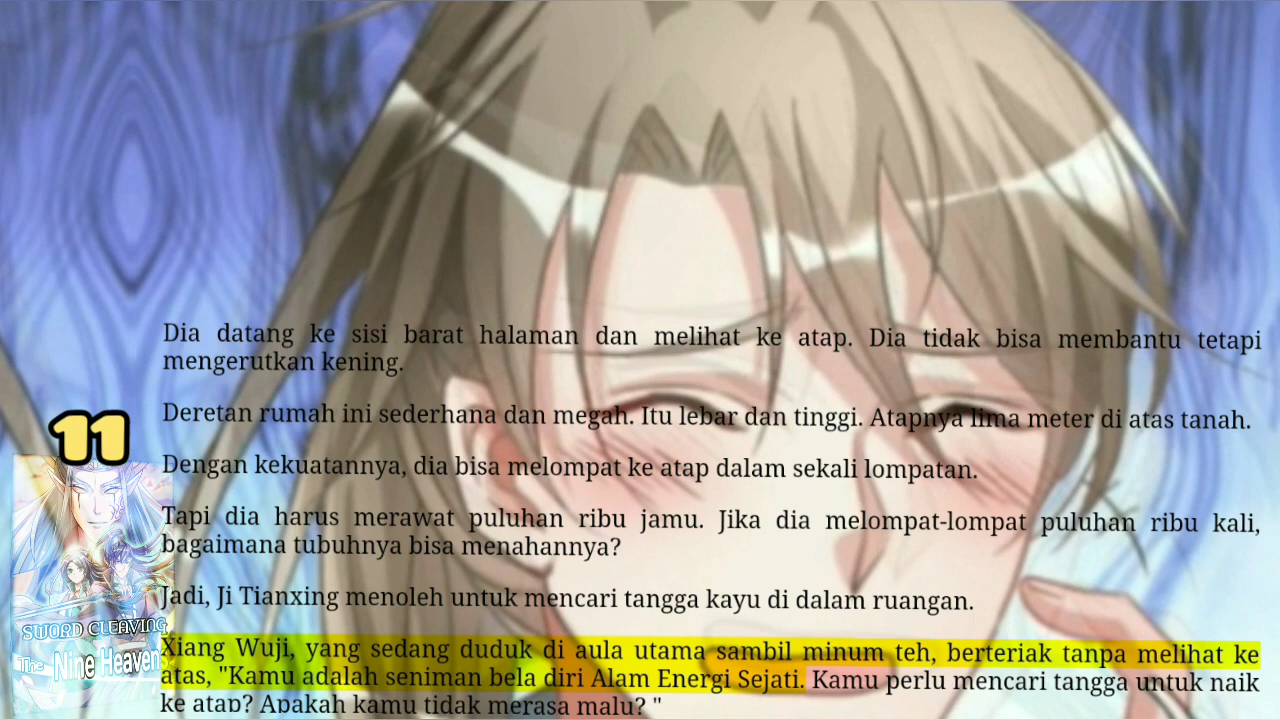 Dia datang ke sisi barat halaman dan melihat ke atap. Dia tidak bisa membantu tetapi
mengerutkan kening.
Deretan rumah ini sederhana dan megah. Itu lebar dan tinggi. Atapnya lima meter di atas tanah.
11
Dengan kekuatannya, dia bisa melompat ke atap dalam sekali lompatan.
Tapi dia harus merawat puluhan ribu jamu. Jika dia melompat-lompat puluhan ribu kali,
bagaimana tubuhnya bisa menahannya?
Jadi, Ji Tianxing menoleh untuk mencari tangga kayu di dalam ruangan.
SWORD CLEAVING
The Nine Heaven
Xiang Wuji, yang sedang duduk di aula utama sambil minum teh, berteriak tanpa melihat ke
atas, "Kamu adalah seniman bela diri Alam Energi Sejati. Kamu perlu mencari tangga untuk naik
ke atap? Apakah kamu tidak merasa malu? "